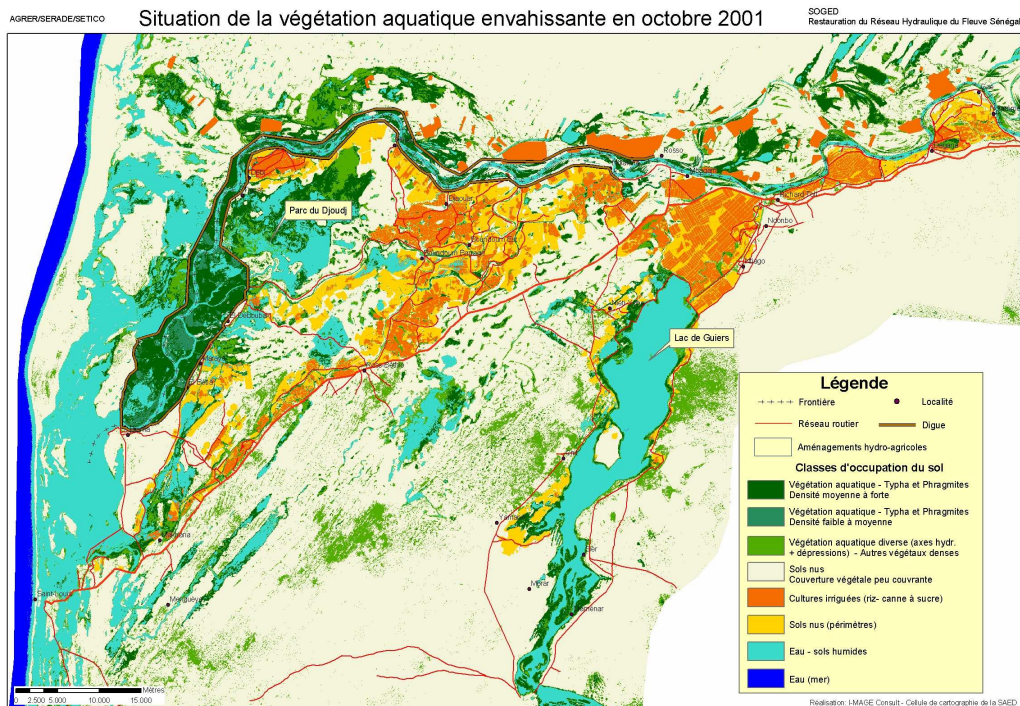 AGRER/SERADE/SETICO
Situation de la végétation aquatique envahissante en octobre 2001
SOGED
Restauration du Réseau Hydraulique du Fleuve Sénégal
Rosso
Parc du Djoudj
Ndonbo
Lac de Guiers
Saint-Louis
Légende
Frontière
Localité
Réseau routier
Digue
Aménagements hydro-agricoles
Classes d'occupation du sol
Végétation aquatique - Typha et Phragmites
Densité moyenne à forte
Végétation aquatique - Typha et Phragmites
Densité faible à moyenne
Végétation aquatique diverse (axes hydr.
+ dépressions) - Autres végétaux denses
Sols nus
Couverture végétale peu couvrante
Cultures irriguées (riz- canne à sucre)
Sols nus (périmètres)
Eau - sols humides
Eau (mer)
Mètres
0 2.500 5.000 10.000 15.000
Réalisation: I-MAGE Consult - Cellule de cartographie de la SAED